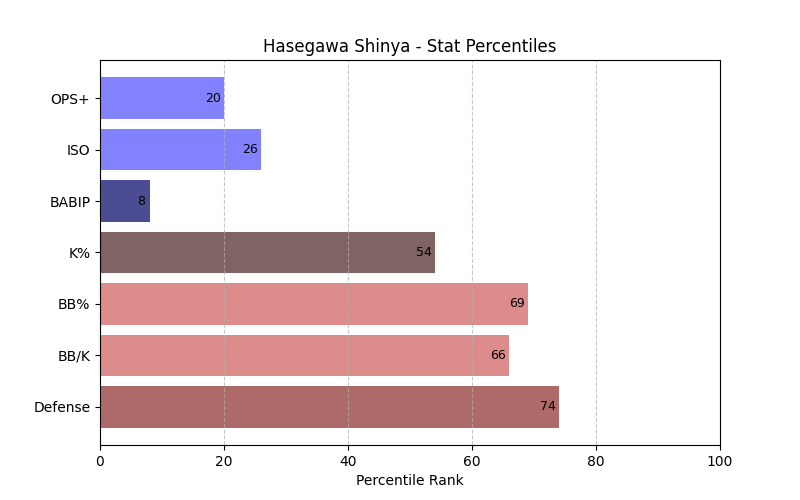 Hasegawa Shinya - Stat Percentiles
OPS+
20
ISO
26
BABIP
8
K%
54
BB%
69
BB/K
66
Defense
74
0 20 40 60 80 100
Percentile Rank